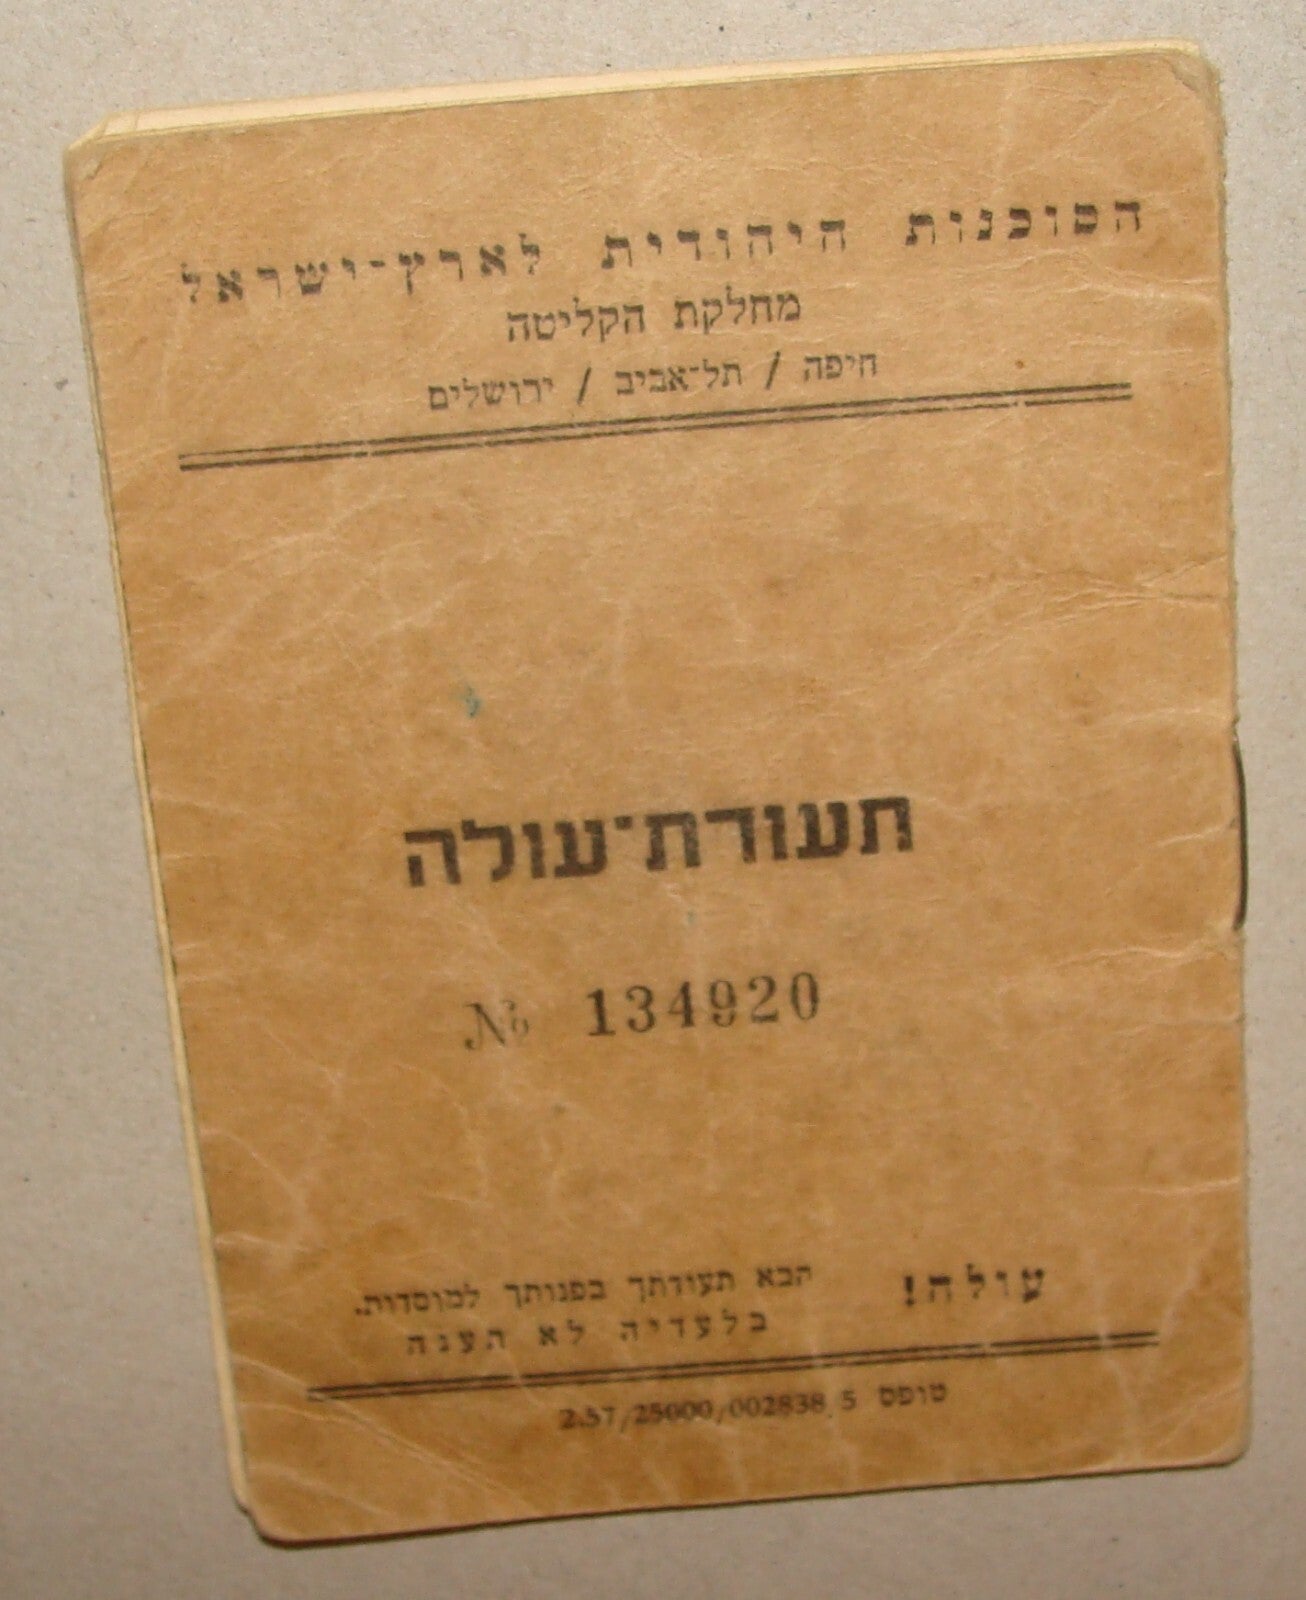 הסוכנות היהודית לארץ-ישראל
מחלקת הקליטה
חיפה / תל-אביב / ירושלים
תעודת-עולה
№ 134920
עולה! הבא תעודתך בפנותך למוסדות.
בלעדיה לא תענה
טופס 5 2.57/25000/002838